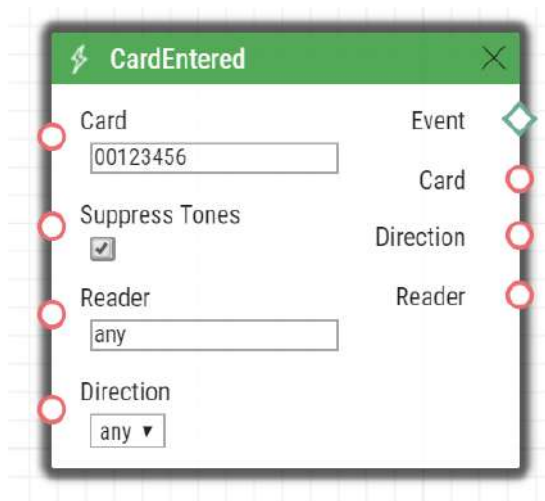 CardEntered
Card
00123456
Suppress Tones
Reader
any
Direction
any
Event
Card
Direction
Reader